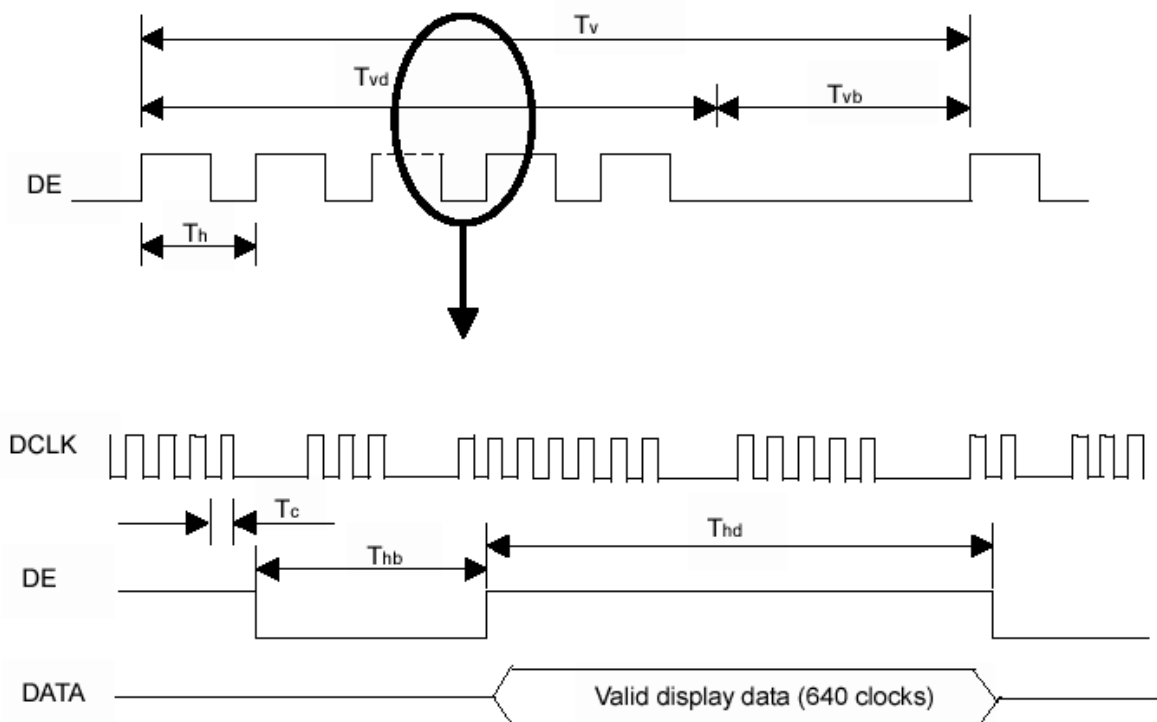 Tv
Tvd
Tvb
DE
Th
DCLK
Tc
Thd
Thb
DE
DATA
Valid display data (640 clocks)